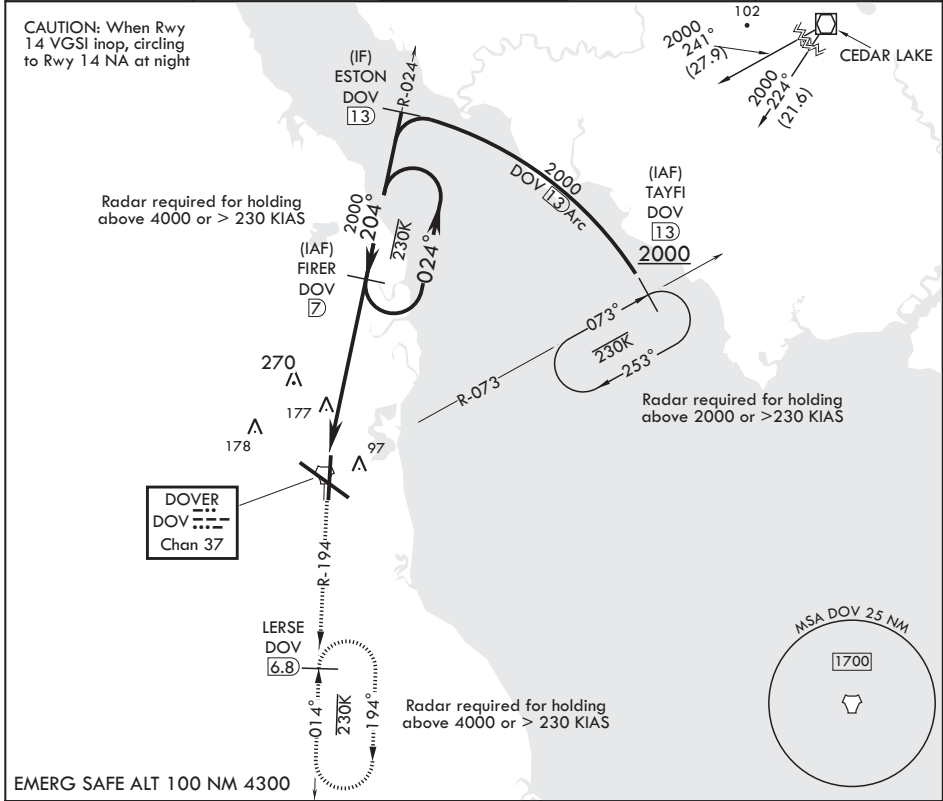 CAUTION: When Rwy
14 VGSI inop, circling
to Rwy 14 NA at night
(IF)
ESTON
DOV
13
R-024
102
2000
241°
(27.9)
CEDAR LAKE
2000
224°
(21.6)
2000
DOV 13 Arc
(IAF)
TAYFI
DOV
13
2000
Radar required for holding
above 4000 or > 230 KIAS
2000
204°
230K
024°
(IAF)
FIRER
DOV
7
073°
230K
253°
R-073
Radar required for holding
above 2000 or >230 KIAS
270
177
178
97
DOVER
DOV
Chan 37
R-194
LERSE
DOV
6.8
014°
230K
194°
Radar required for holding
above 4000 or > 230 KIAS
MSA DOV 25 NM
1700
EMERG SAFE ALT 100 NM 4300